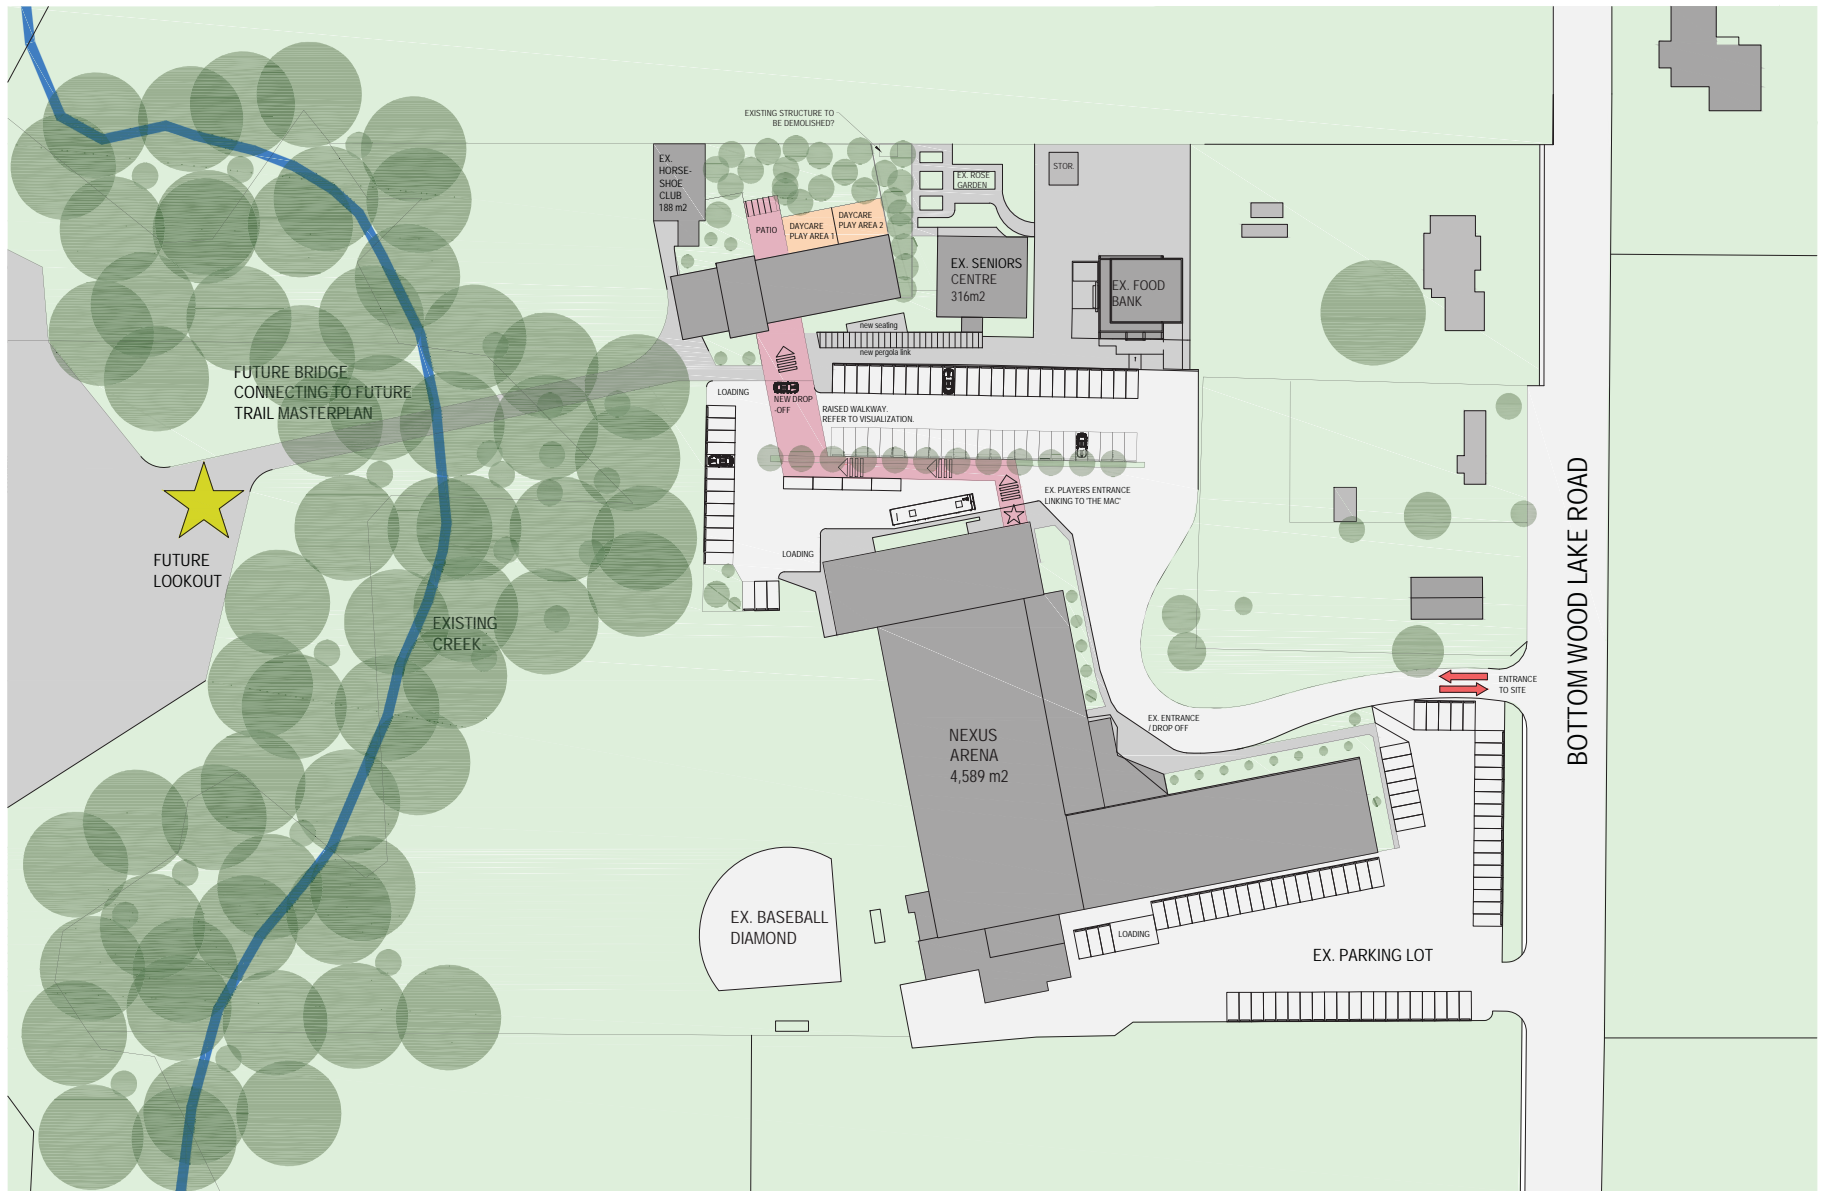 EXISTING STRUCTURE TO
BE DEMOLISHED?
EX.
HORSE-
SHOE
CLUB
188 m2
PATIO
DAYCARE
PLAY AREA 1
DAYCARE
PLAY AREA 2
EX. ROSE
GARDEN
STOR.
EX. SENIORS
CENTRE
316m2
EX. FOOD
BANK
new seating
new pergola link
FUTURE BRIDGE
CONNECTING TO FUTURE
TRAIL MASTERPLAN
LOADING
NEW DROP
-OFF
RAISED WALKWAY.
REFER TO VISUALIZATION.
EX. PLAYERS ENTRANCE
LINKING TO 'THE MAC'
FUTURE
LOOKOUT
LOADING
EXISTING
CREEK
BOTTOM WOOD LAKE ROAD
ENTRANCE
TO SITE
EX. ENTRANCE
/ DROP OFF
NEXUS
ARENA
4,589 m2
EX. BASEBALL
DIAMOND
LOADING
EX. PARKING LOT